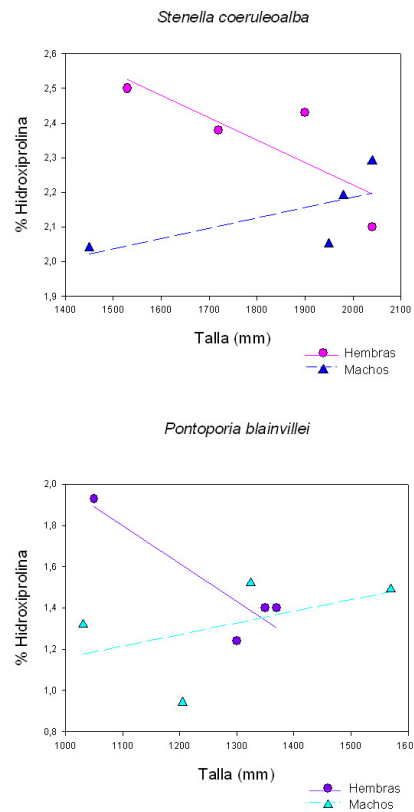 Stenella coeruleoalba
% Hidroxiprolina
2,6
2,5
2,4
2,3
2,2
2,1
2,0
1,9
1400 1500 1600 1700 1800 1900 2000 2100
Talla (mm)
Hembras
Machos
Pontoporia blainvillei
% Hidroxiprolina
2,0
1,8
1,6
1,4
1,2
1,0
0,8
1000 1100 1200 1300 1400 1500 160
Talla (mm)
Hembras
Machos